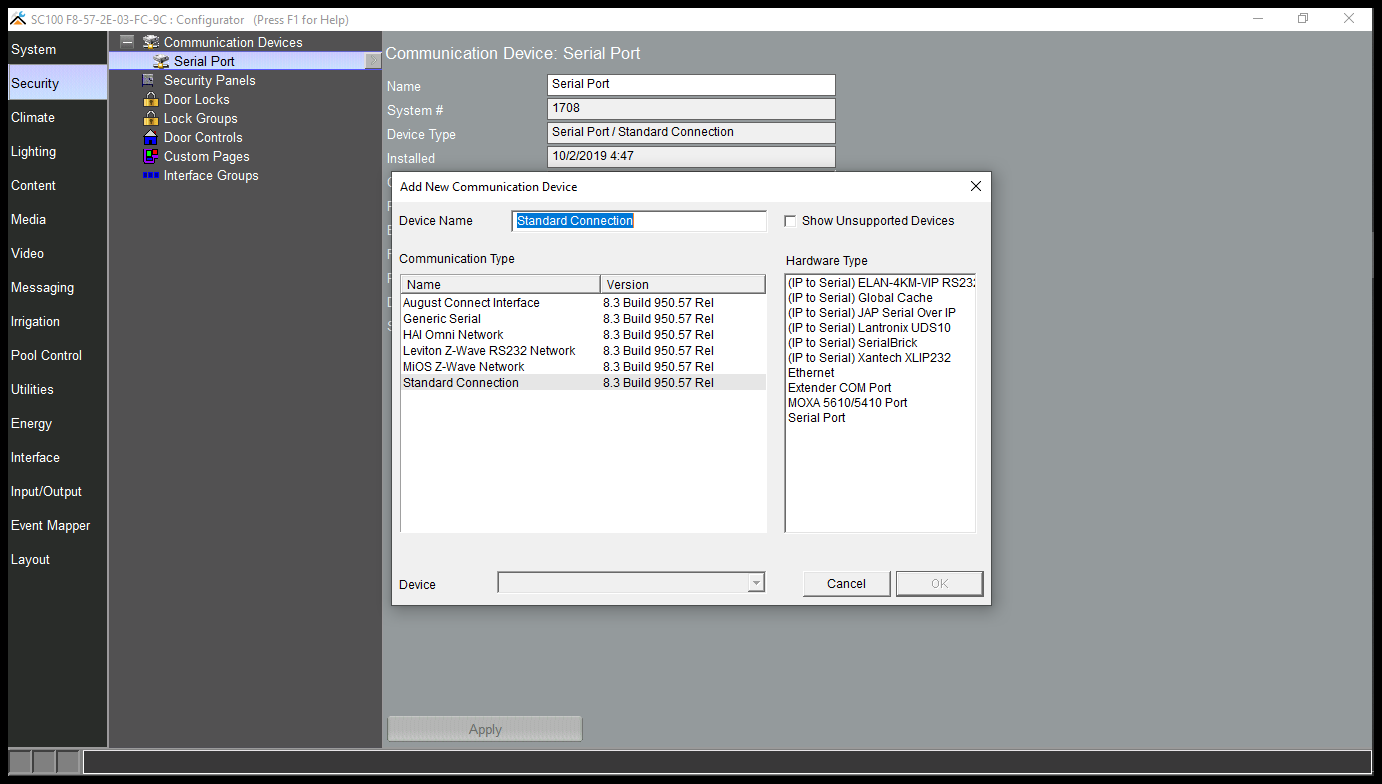 SC100 F8-57-2E-03-FC-9C : Configurator (Press F1 for Help)
System
Security
Climate
Lighting
Content
Media
Video
Messaging
Irrigation
Pool Control
Utilities
Energy
Interface
Input/Output
Event Mapper
Layout
Communication Devices
Serial Port
Security Panels
Door Locks
Lock Groups
Door Controls
Custom Pages
Interface Groups
Communication Device: Serial Port
Name Serial Port
System # 1708
Device Type Serial Port / Standard Connection
Installed 10/2/2019 4:47
Add New Communication Device
Device Name Standard Connection
Show Unsupported Devices
Communication Type
Name Version
August Connect Interface 8.3 Build 950.57 Rel
Generic Serial 8.3 Build 950.57 Rel
HAI Omni Network 8.3 Build 950.57 Rel
Leviton Z-Wave RS232 Network 8.3 Build 950.57 Rel
MiOS Z-Wave Network 8.3 Build 950.57 Rel
Standard Connection 8.3 Build 950.57 Rel
Hardware Type
(IP to Serial) ELAN-4KM-VIP RS232
(IP to Serial) Global Cache
(IP to Serial) JAP Serial Over IP
(IP to Serial) Lantronix UDS10
(IP to Serial) SerialBrick
(IP to Serial) Xantech XLIP232
Ethernet
Extender COM Port
MOXA 5610/5410 Port
Serial Port
Device
Cancel
OK
Apply